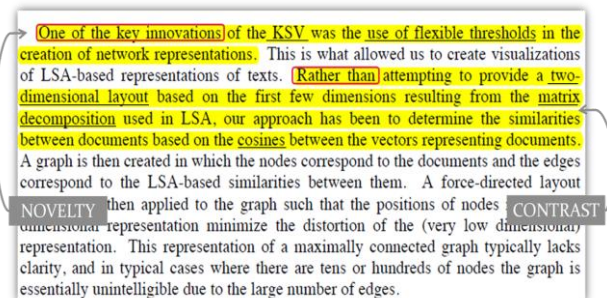 One of the key innovations of the KSV was the use of flexible thresholds in the
creation of network representations. This is what allowed us to create visualizations
of LSA-based representations of texts. Rather than attempting to provide a two-
dimensional layout based on the first few dimensions resulting from the matrix
decomposition used in LSA, our approach has been to determine the similarities
between documents based on the cosines between the vectors representing documents.
A graph is then created in which the nodes correspond to the documents and the edges
correspond to the LSA-based similarities between them. A force-directed layout
NOVELTY then applied to the graph such that the positions of nodes CONTRAST
representation minimize the distortion of the (very low dimensional)
representation. This representation of a maximally connected graph typically lacks
clarity, and in typical cases where there are tens or hundreds of nodes the graph is
essentially unintelligible due to the large number of edges.